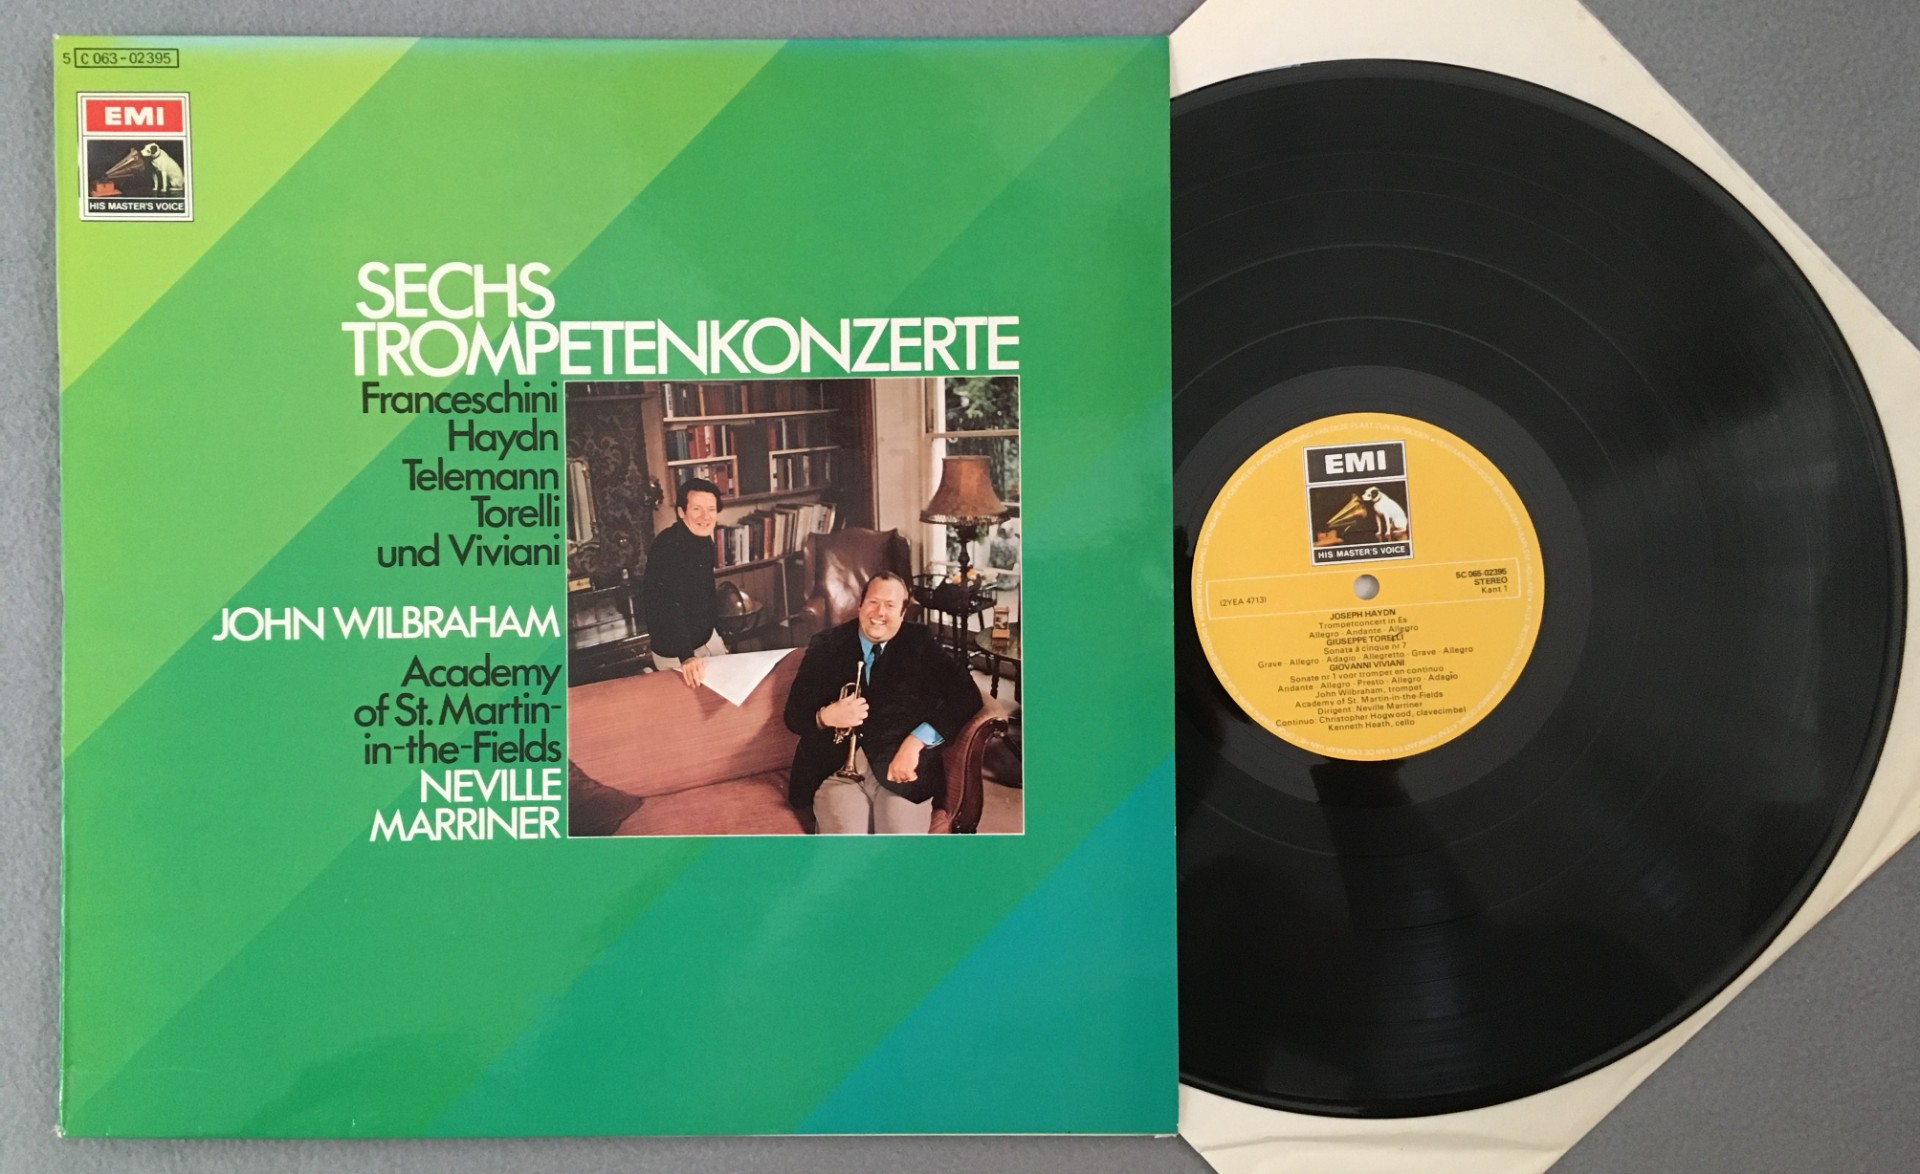 5 C 063-02395
EMI
HIS MASTER'S VOICE
SECHS
TROMPETENKONZERTE
Franceschini
Haydn
Telemann
Torelli
und Viviani
JOHN WILBRAHAM
Academy
of St. Martin-
in-the-Fields
NEVILLE
MARRINER
EMI
HIS MASTER'S VOICE
5C 065-02395
STEREO
Kant 1
(2YEA 4713)
JOSEPH HAYDN
Trompetconcert in Es
Allegro - Andante - Allegro
GIUSEPPE TORELLI
Sonata à cinque nr 7
Grave - Allegro - Adagio - Allegretto - Grave - Allegro
GIOVANNI VIVIANI
Sonate nr 1 voor trompet en continuo
Andante - Allegro - Presto - Allegro - Adagio
John Wilbraham, trompet
Academy of St. Martin-in-the-Fields
Dirigent: Neville Marriner
Continuo: Christopher Hogwood, clavecimbel
Kenneth Heath, cello